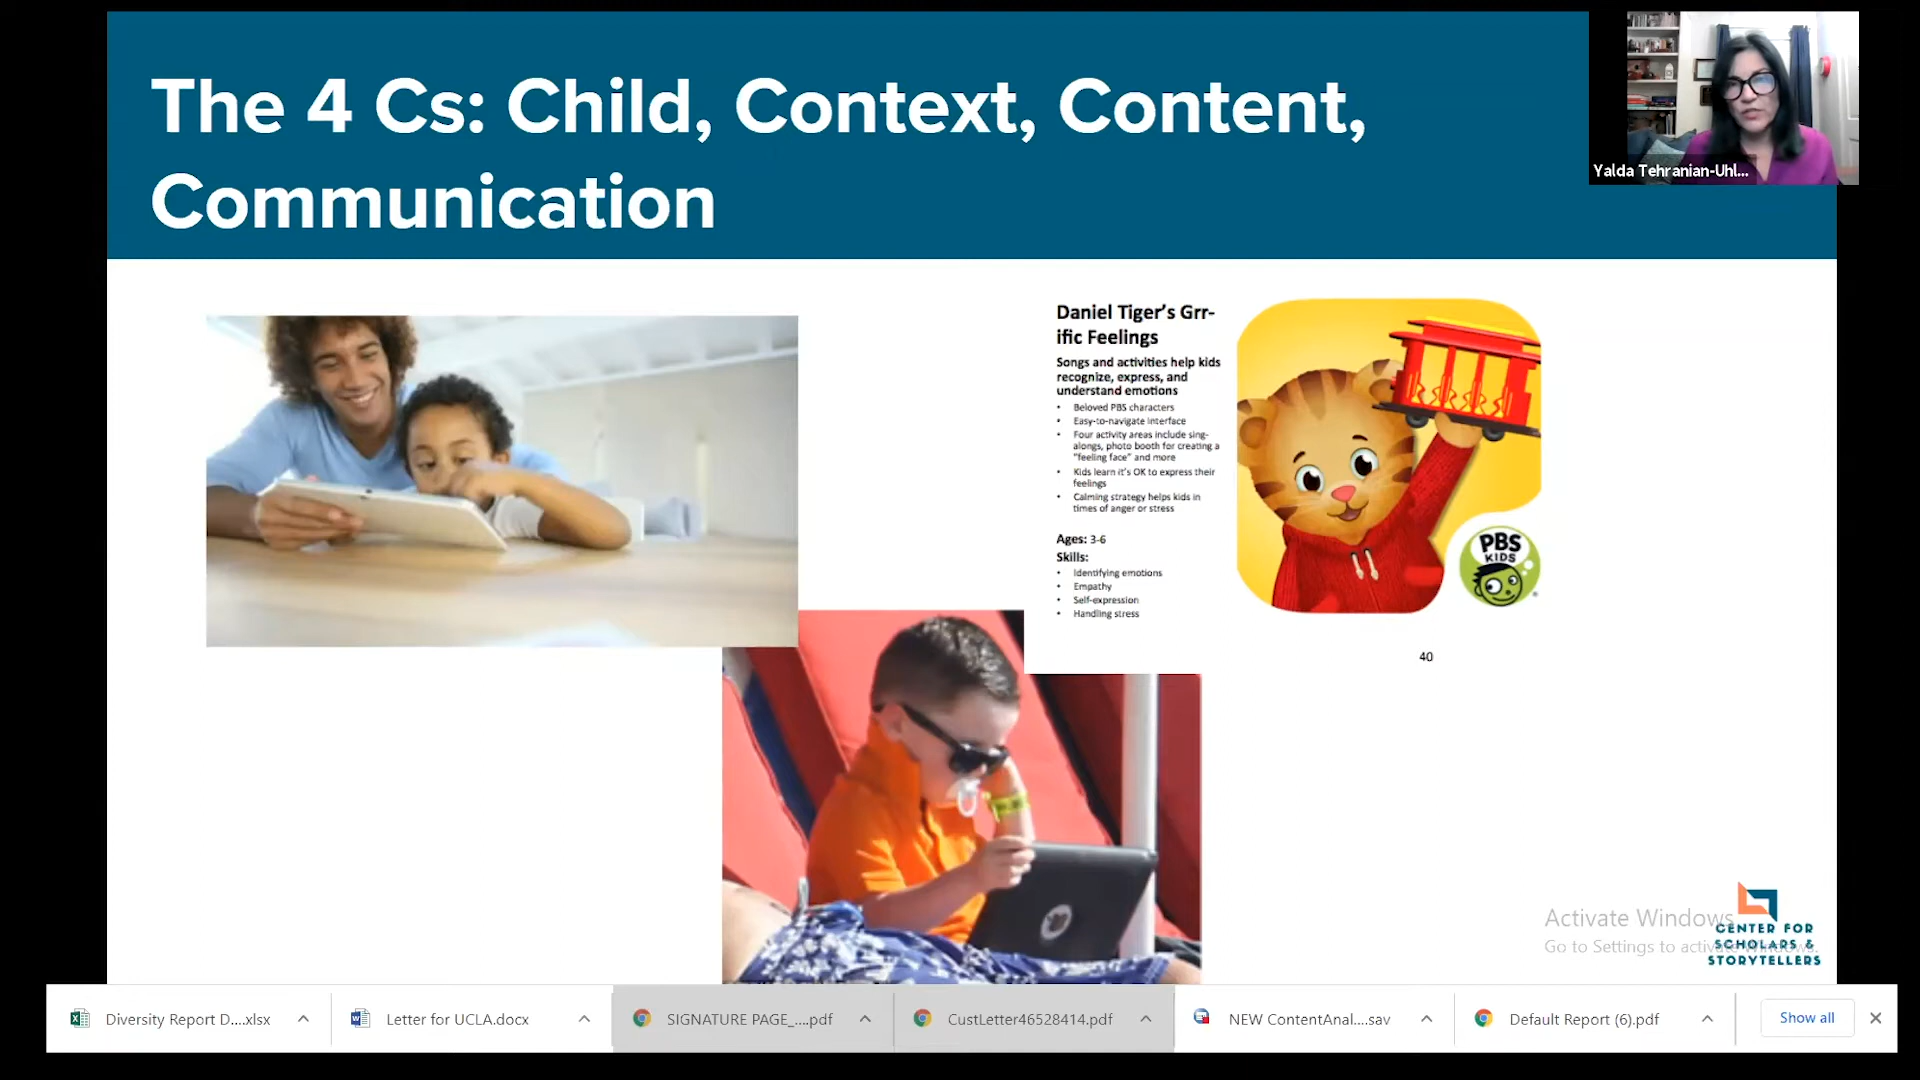 The 4 Cs: Child, Context, Content,
Communication
Yalda Tehranian-Uhl...
Daniel Tiger's Grr-
ific Feelings
Songs and activities help kids
recognize, express, and
understand emotions
• Beloved PBS characters
• Easy-to-navigate interface
• Four activity areas include sing-
alongs, photo booth for creating a
"feeling face" and more
• Kids learn it's OK to express their
feelings
• Calming strategy helps kids in
times of anger or stress
Ages: 3-6
Skills:
• Identifying emotions
• Empathy
• Self-expression
• Handling stress
PBS
KIDS
40
Activate Windows
Go to Settings to activate Windows.
CENTER FOR
SCHOLARS &
STORYTELLERS
Diversity Report D....xlsx
Letter for UCLA.docx
SIGNATURE PAGE_....pdf
CustLetter46528414.pdf
NEW ContentAnal....sav
Default Report (6).pdf
Show all